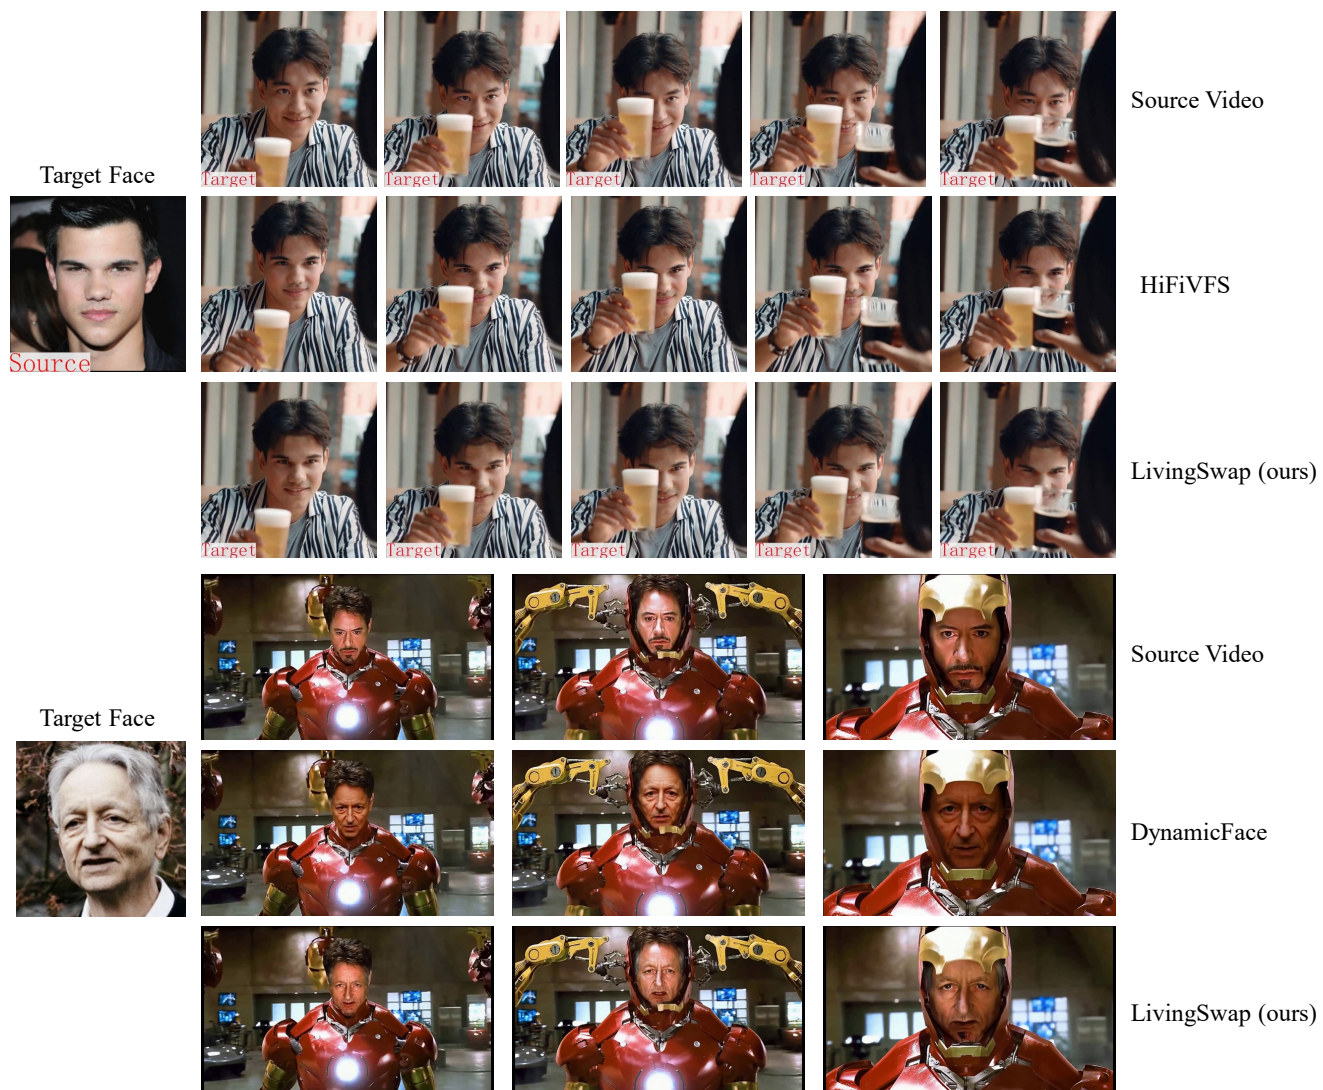 Source Video
Target
Target
Target
Target
Target
Target Face
Source
HiFiVFS
LivingSwap (ours)
Target
Target
Target
Target
Target
Source Video
Target Face
DynamicFace
LivingSwap (ours)